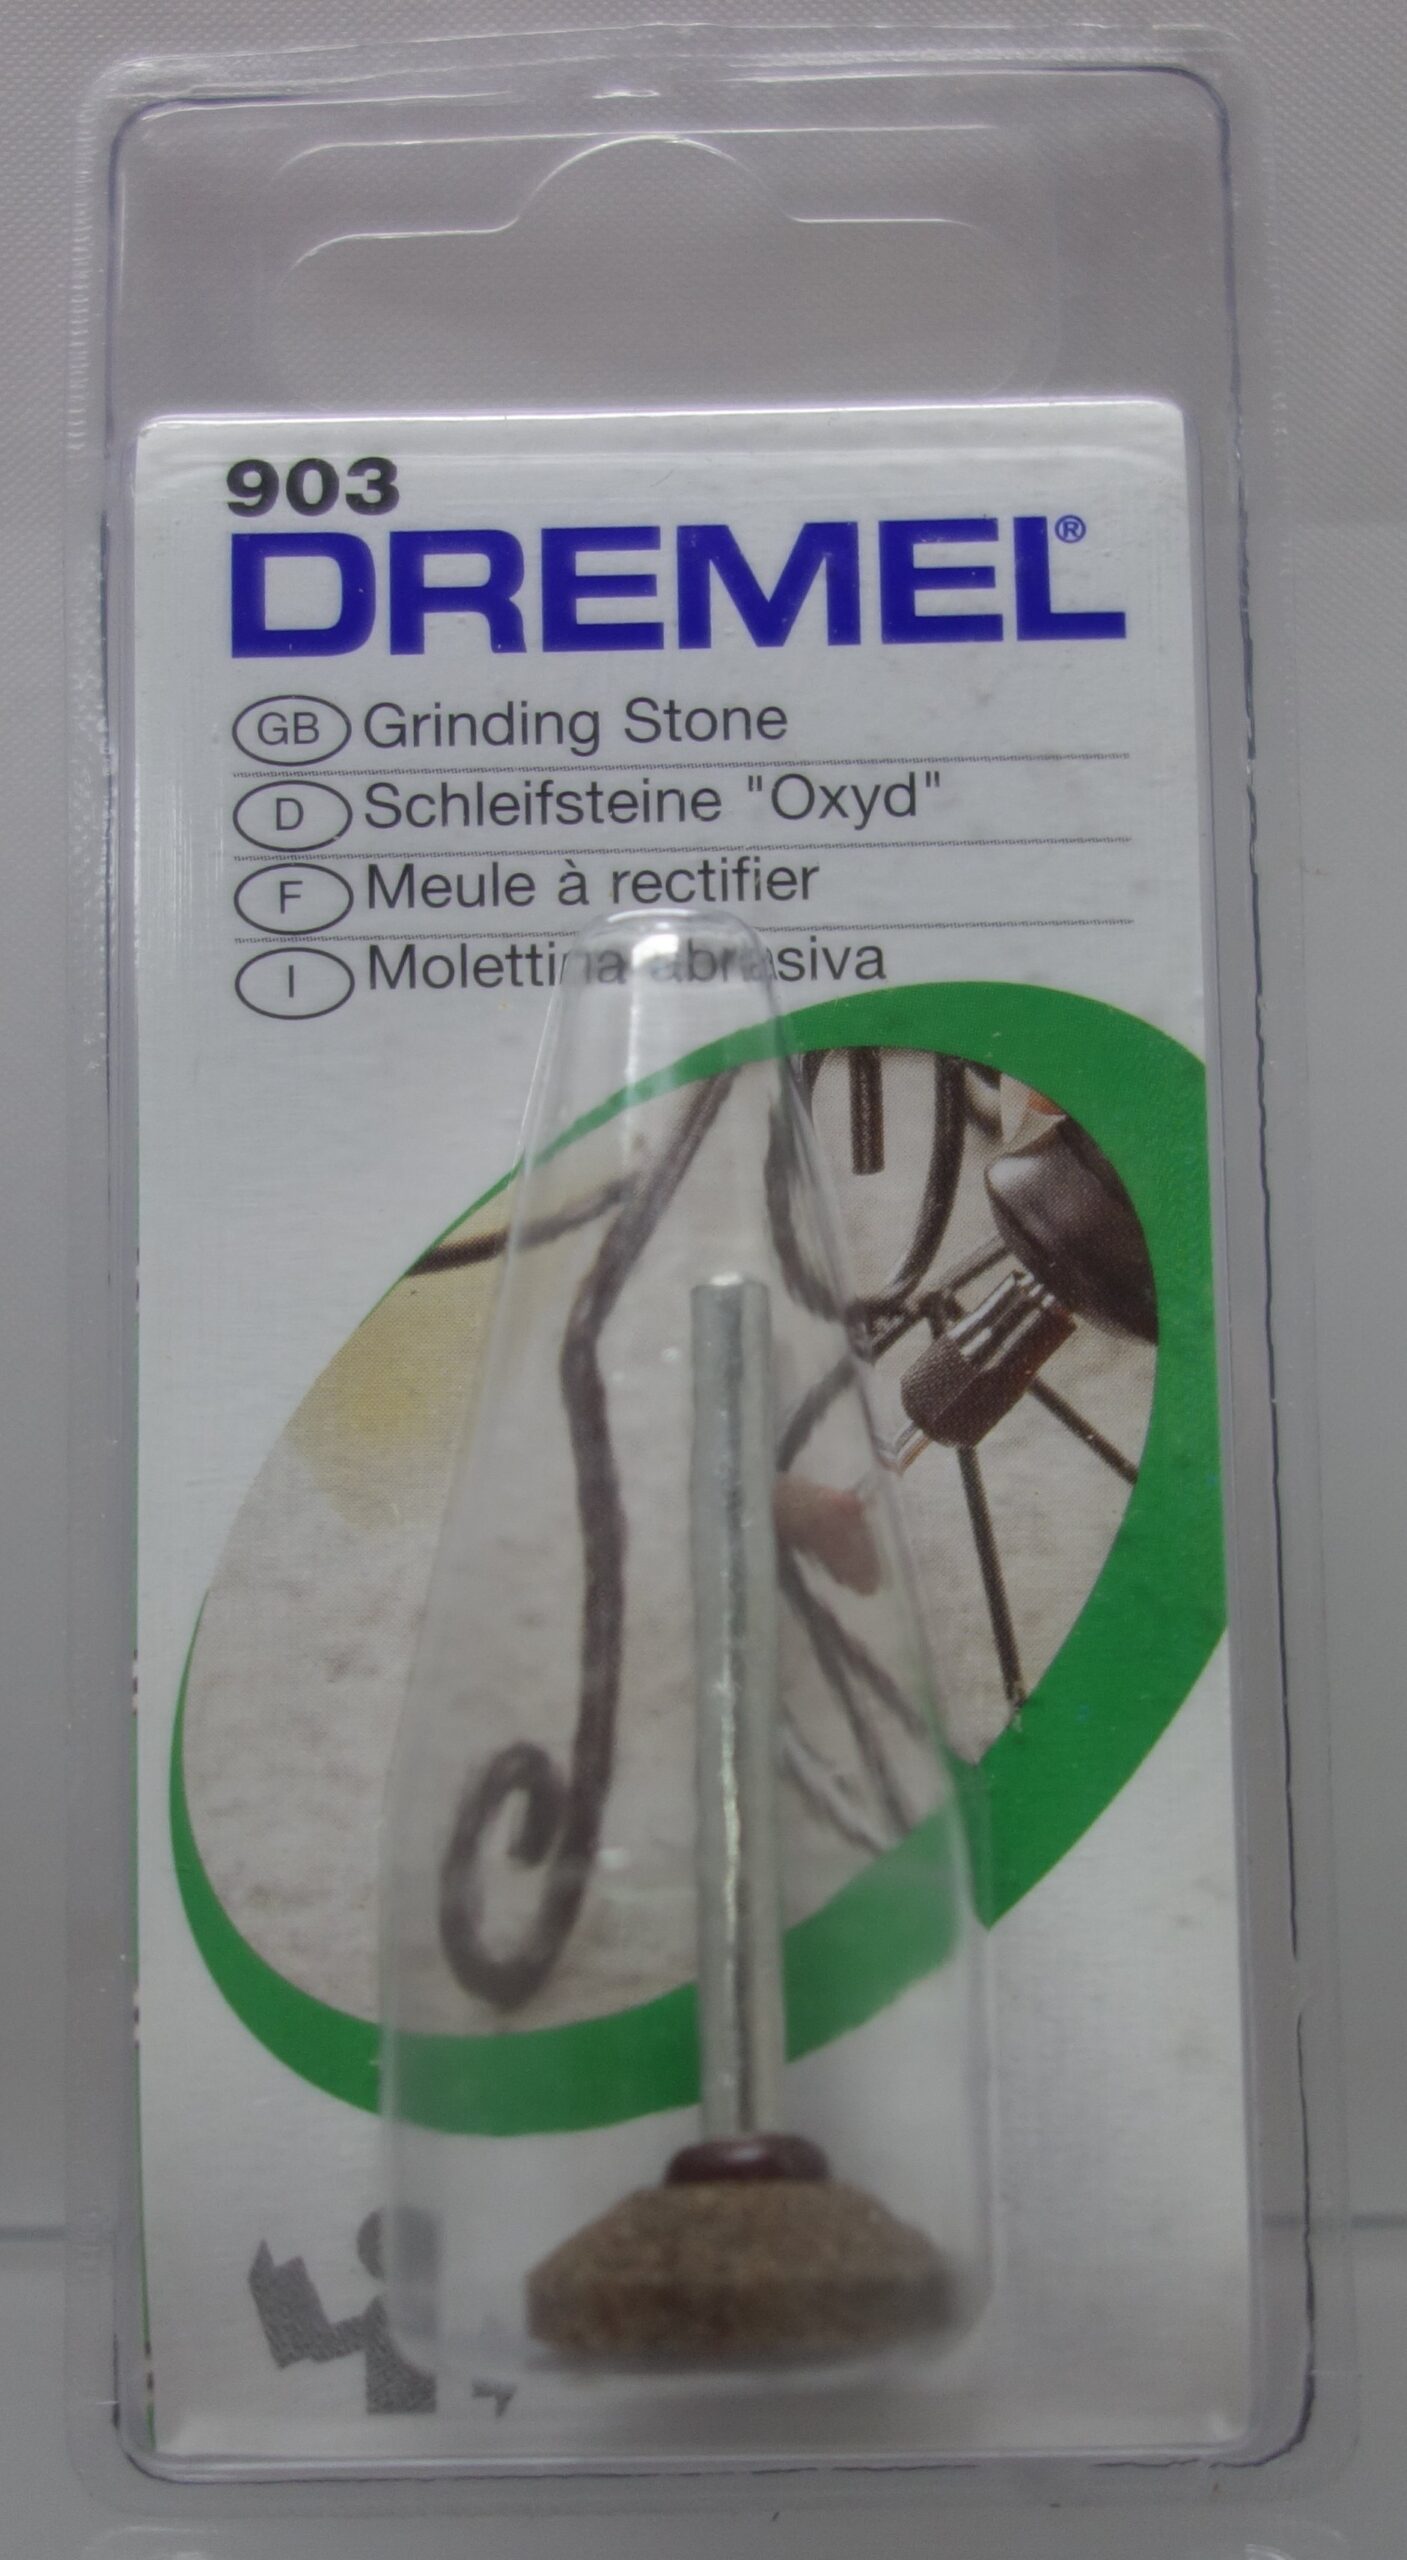 903
DREMEL®
GB Grinding Stone
D Schleifsteine "Oxyd"
F Meule à rectifier
I Molettina abrasiva